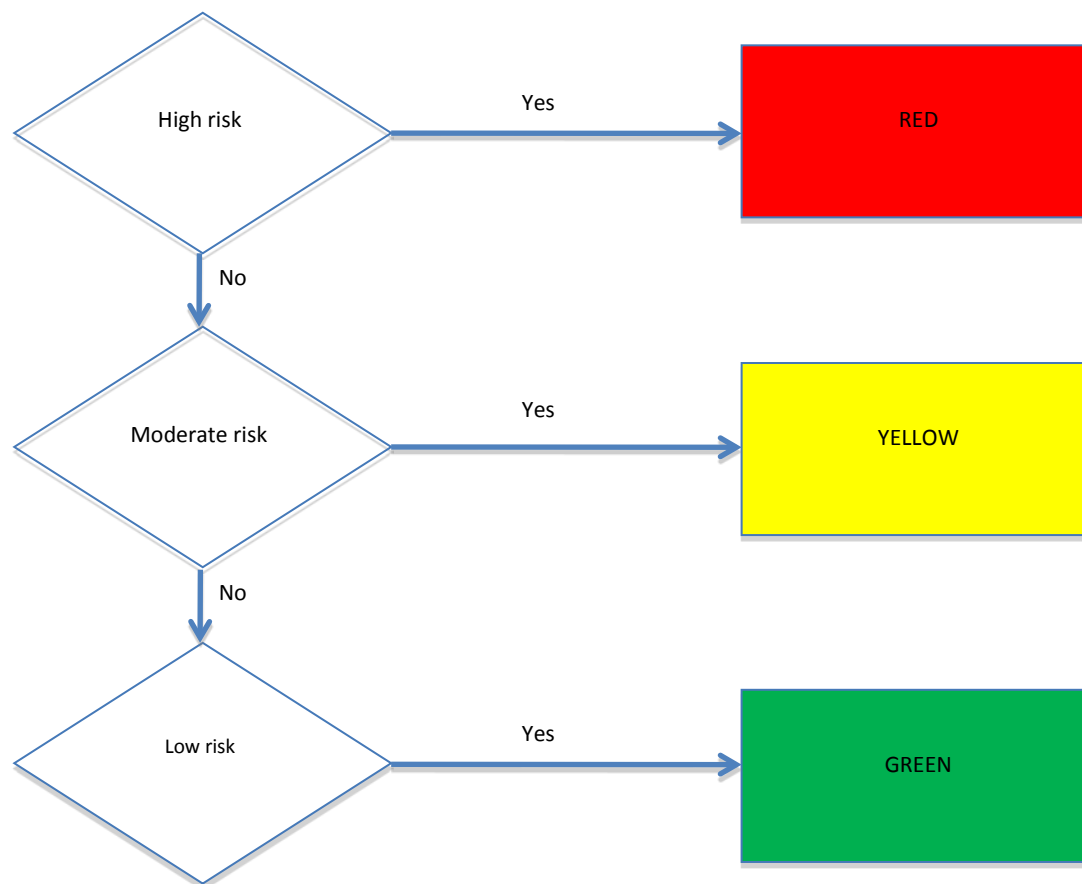 High risk
Yes
RED
No
Moderate risk
Yes
YELLOW
No
Low risk
Yes
GREEN